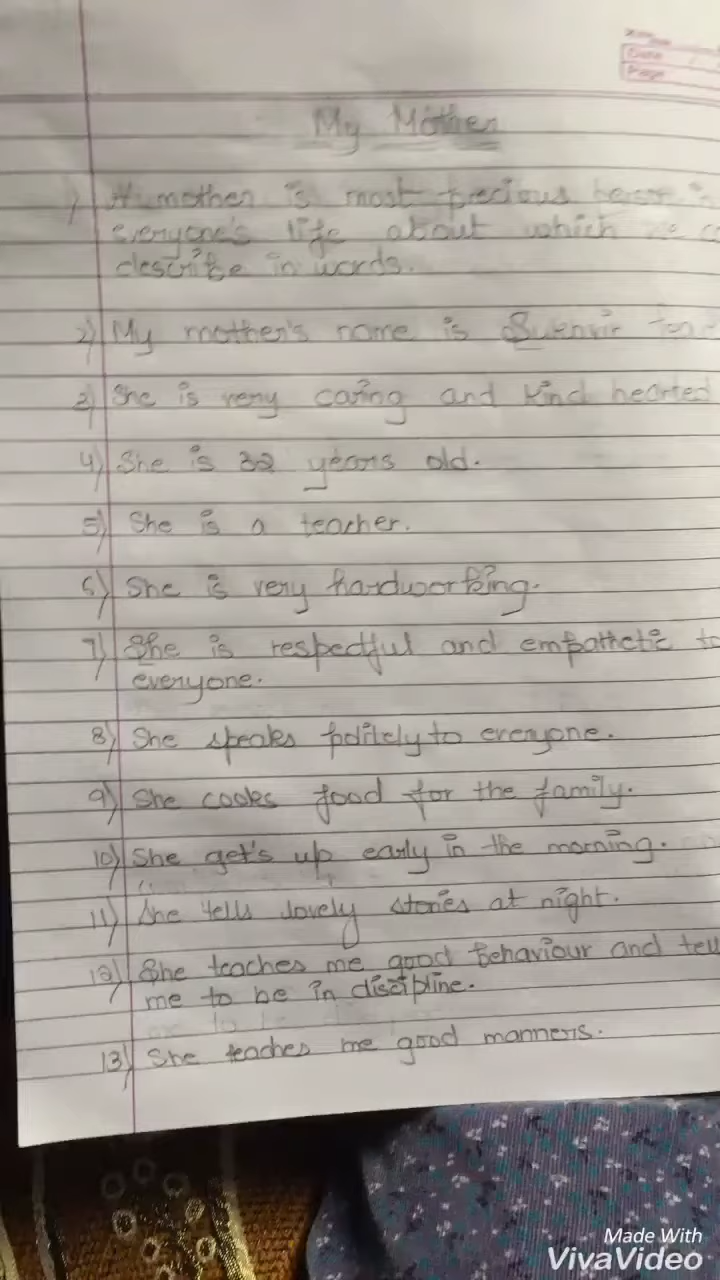 Date
Page
My Mother
1) A mother is most precious in
everyone's life about which we
describe in words.
2) My mother's name is
3) She is very caring and kind hearted
4) She is 32 years old.
5) She is a teacher.
6) She is very hardworking.
7) She is respectful and empathetic to
everyone.
8) She speaks politely to everyone.
9) She cooks food for the family.
10) She get's up early in the morning.
11) She tells lovely stories at night.
12) She teaches me good behaviour and tell
me to be in discipline.
13) She teaches me good manners.
Made With
VivaVideo